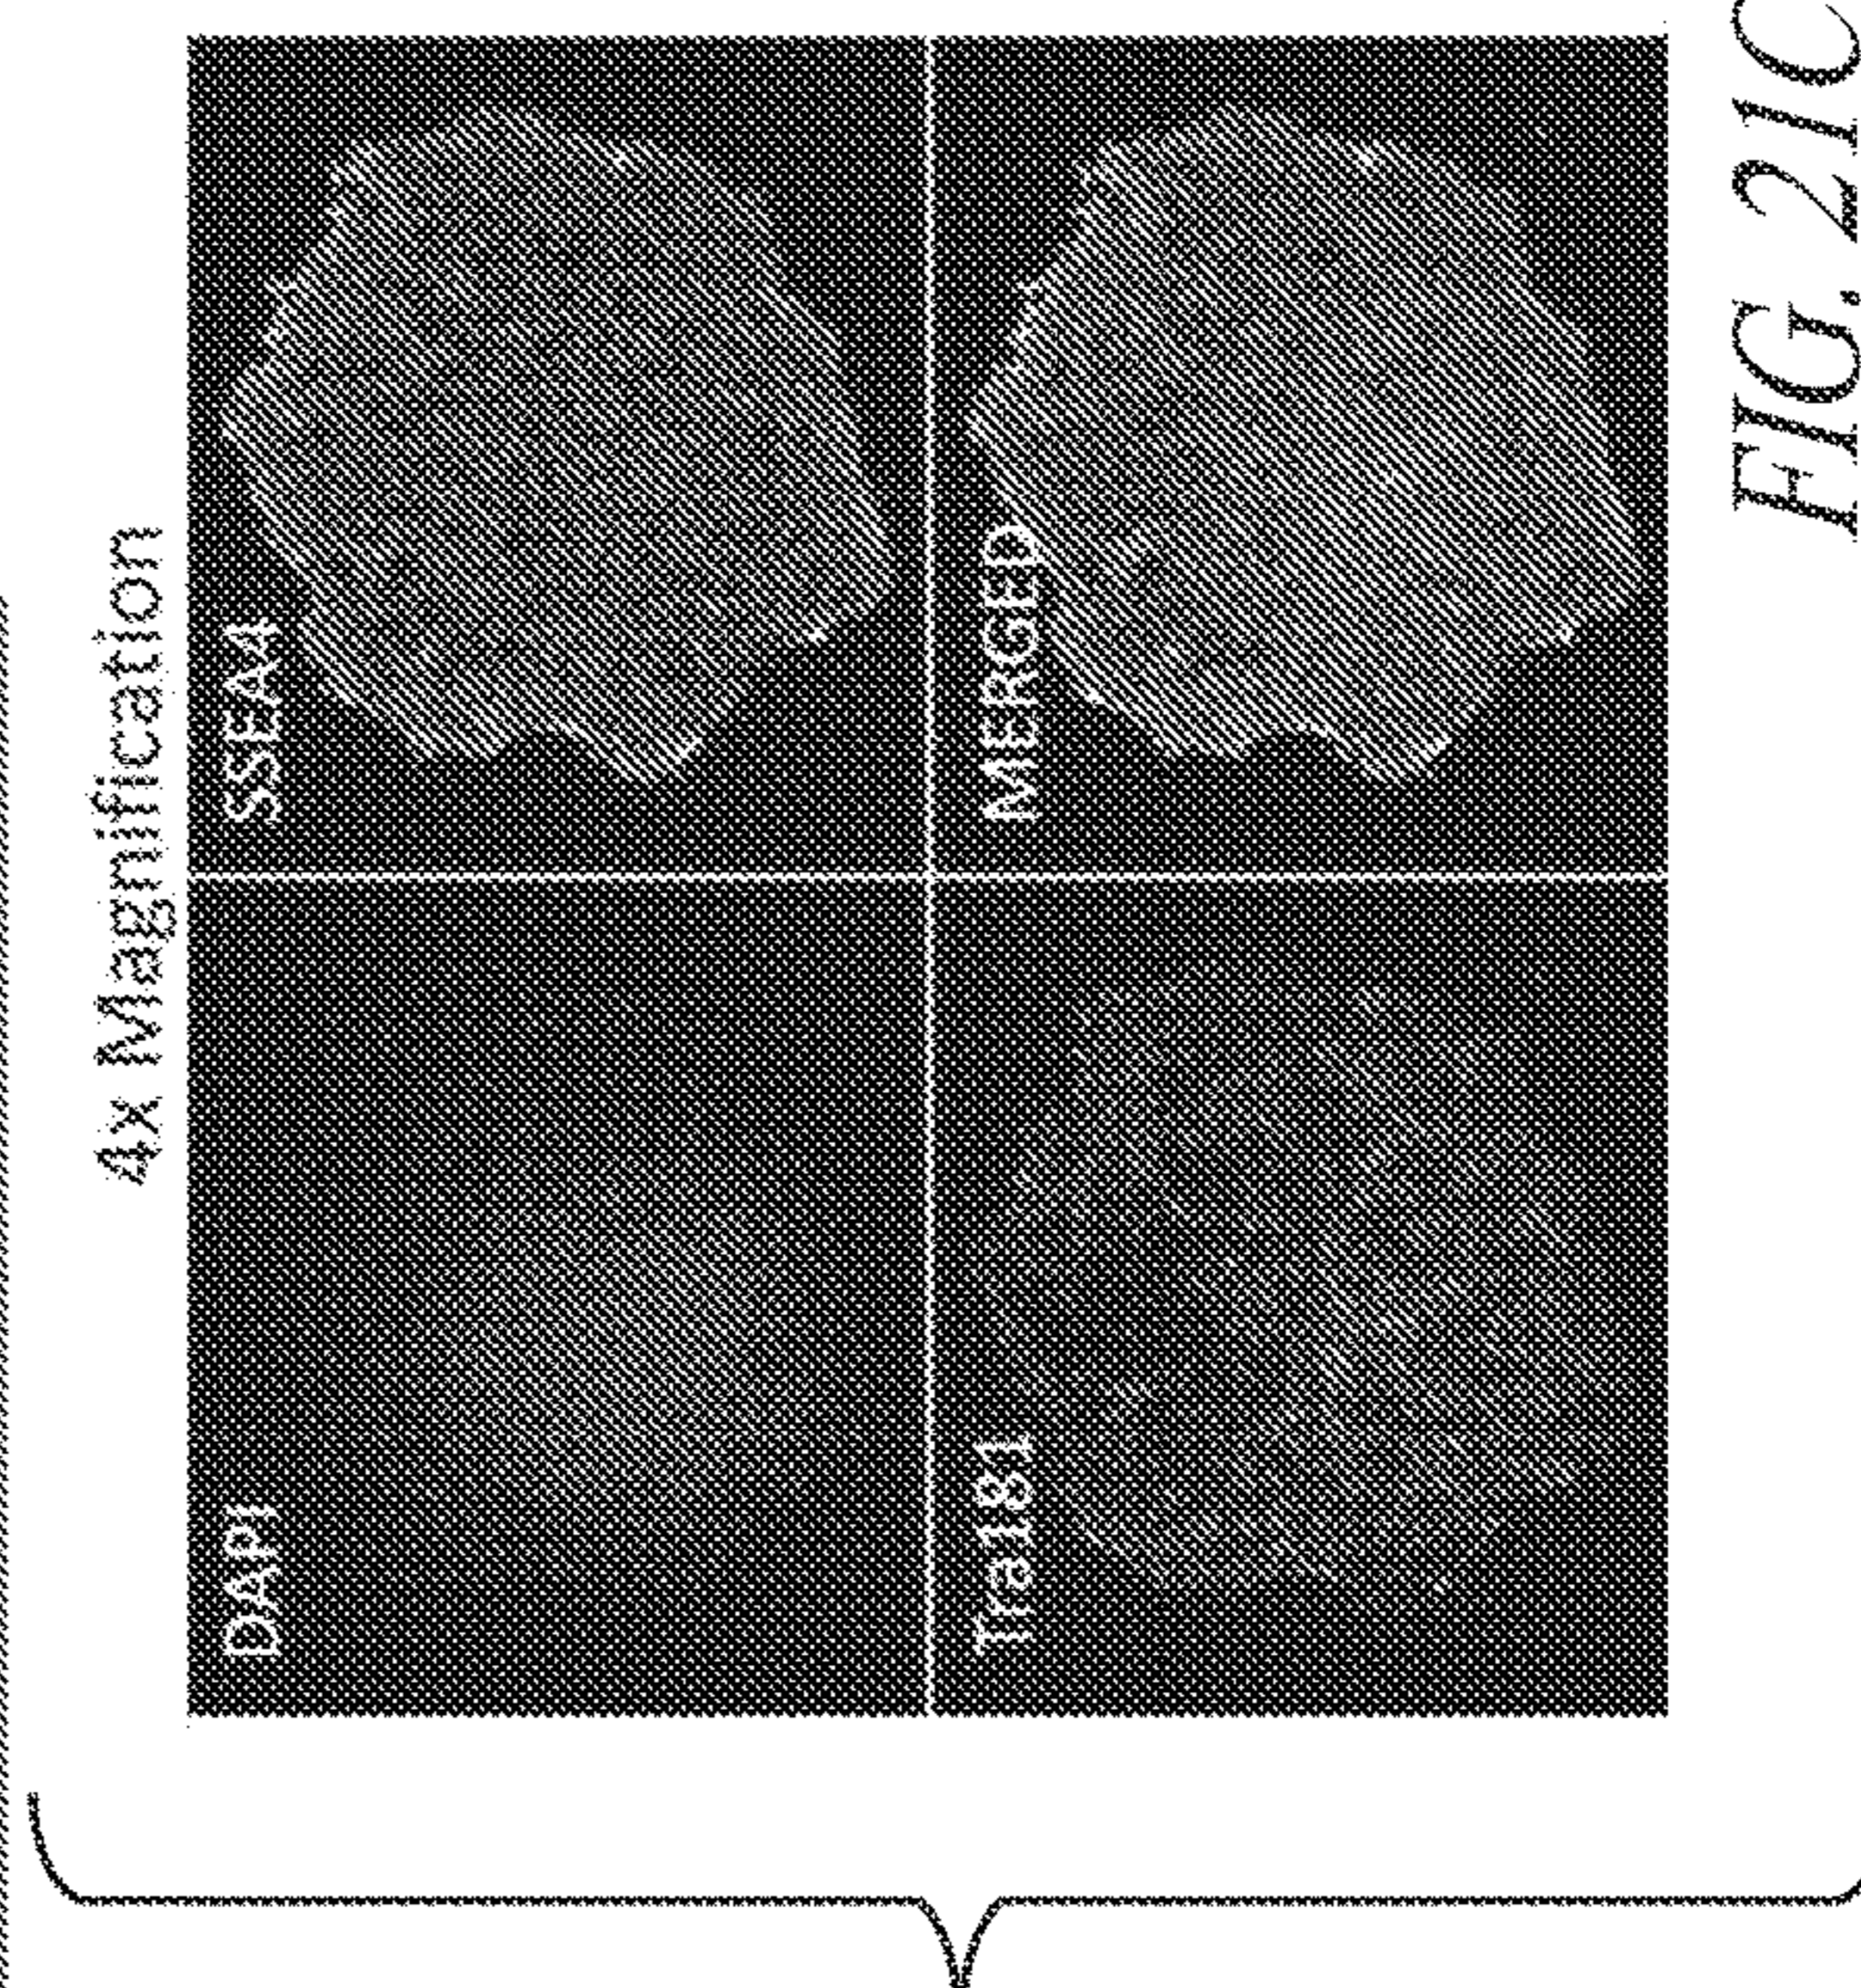 4x Magnification
DAPI
SSEA4
Tra181
MERGED
FIG. 21C